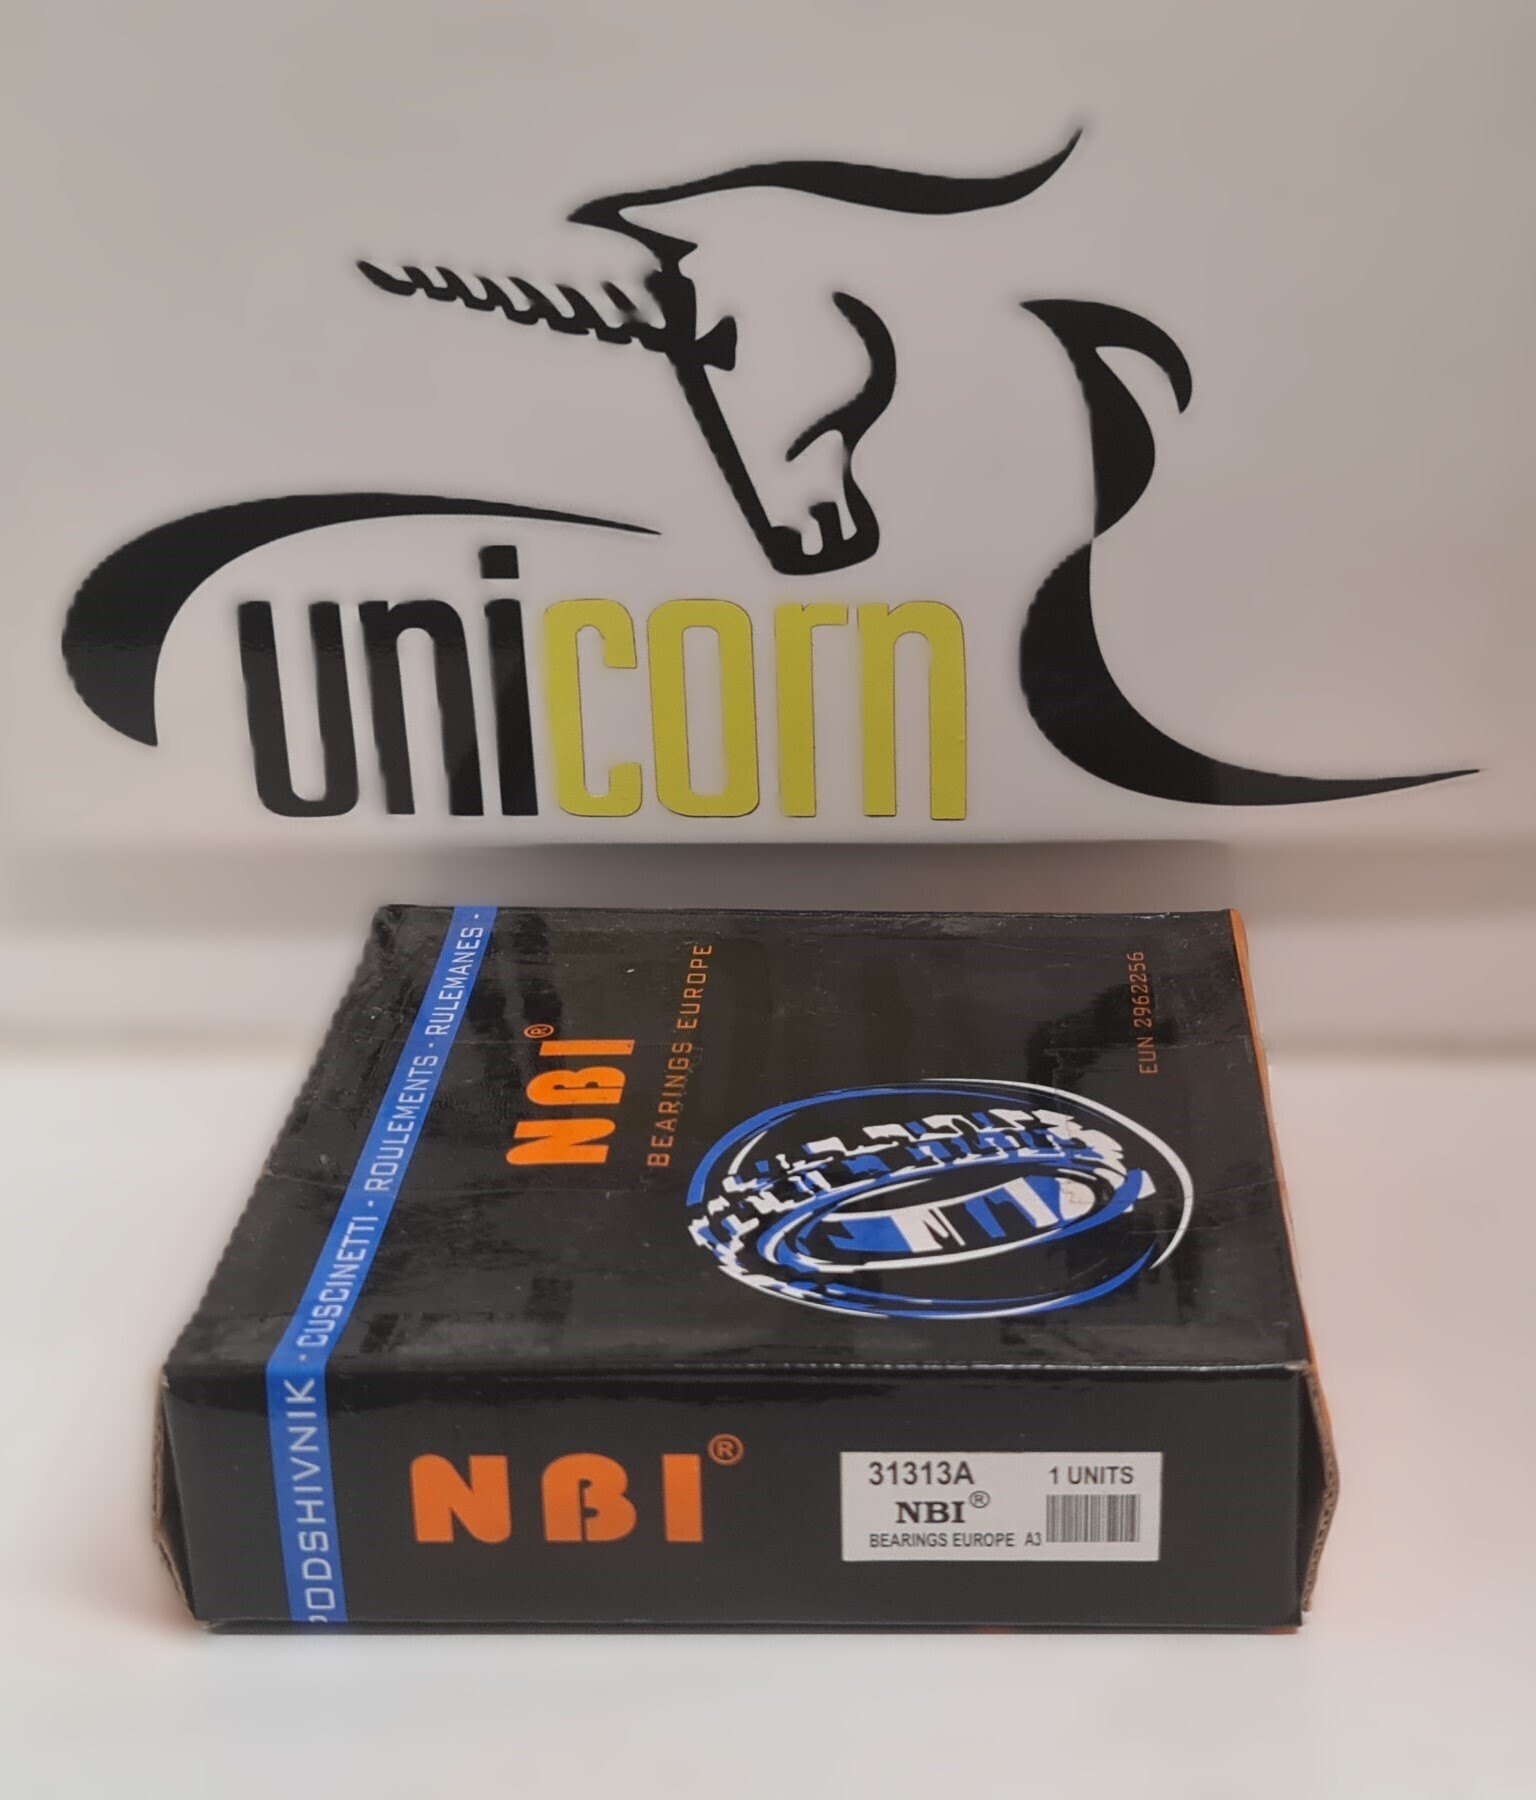 unicorn
PODSHIVNIK · CUSCINETTI · ROULEMENTS · RULEMANES ·
NBI®
BEARINGS EUROPE
EUN 2962256
NBI®
31313A 1 UNITS
NBI®
BEARINGS EUROPE A3